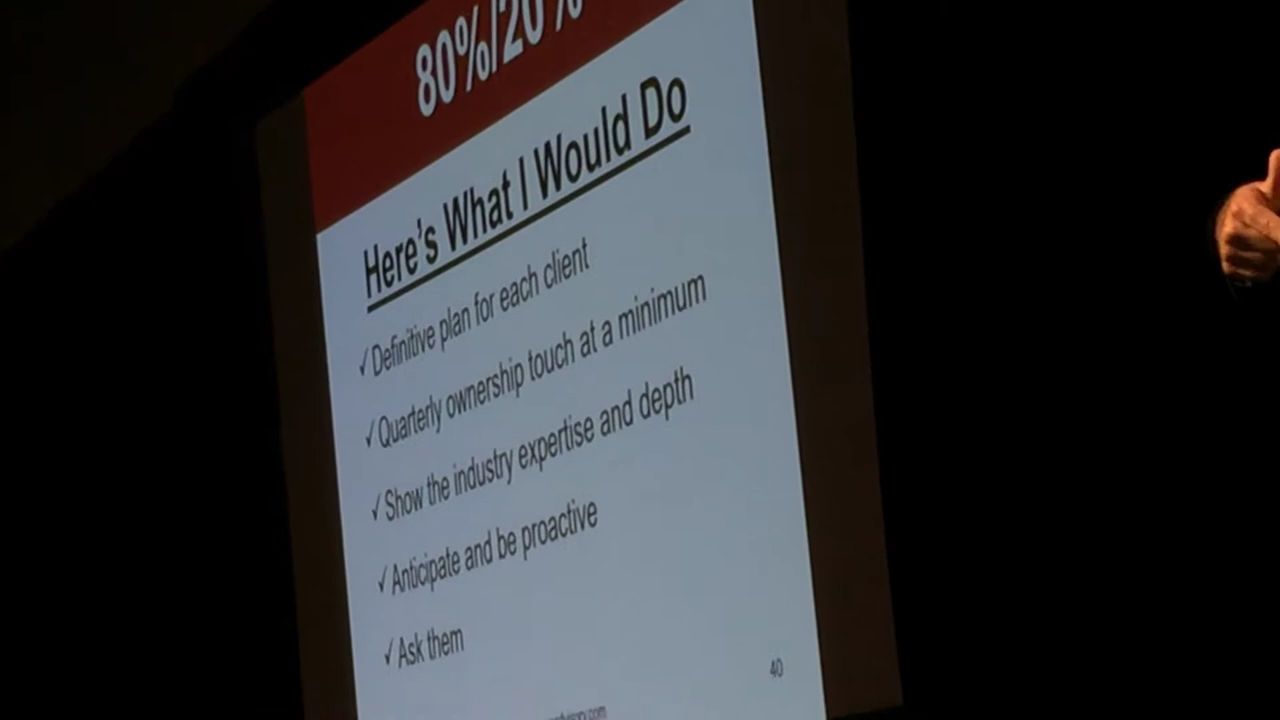 80%/20%
Here's What I Would Do
✓Definitive plan for each client
✓Quarterly ownership touch at a minimum
✓Show the industry expertise and depth
✓Anticipate and be proactive
✓Ask them
40